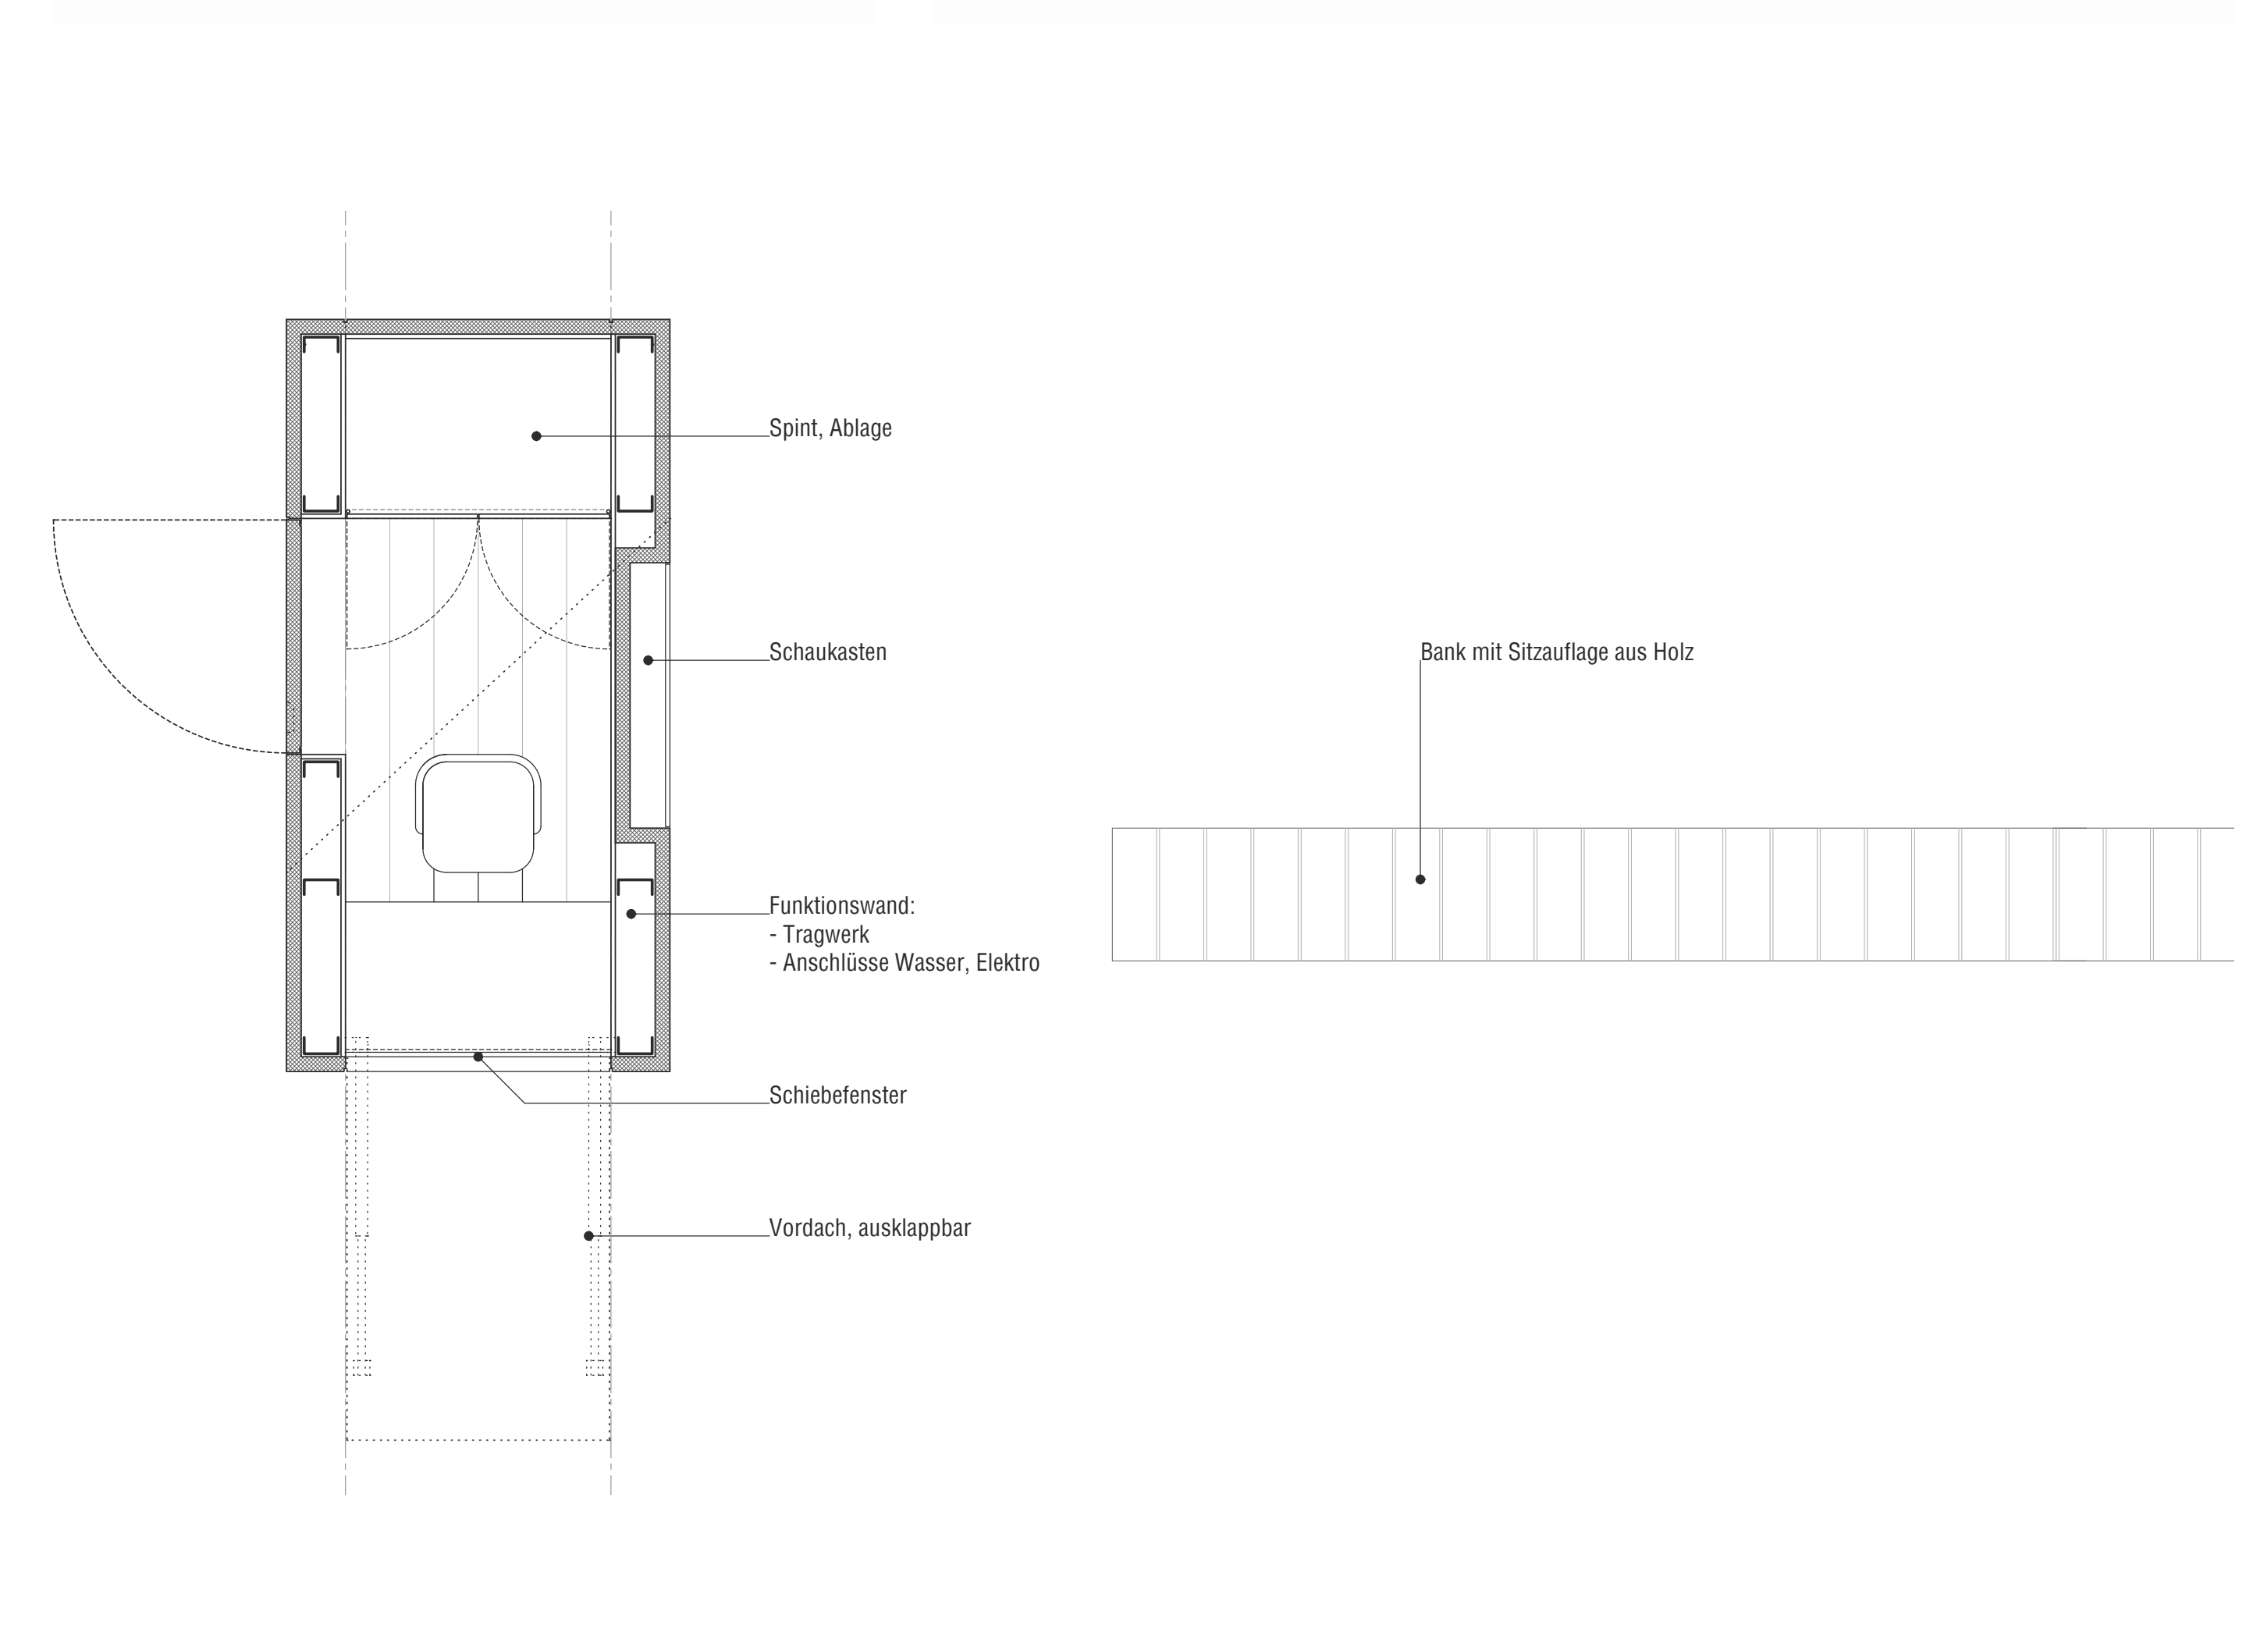 Spint, Ablage
Schaukasten
Bank mit Sitzauflage aus Holz
Funktionswand:
- Tragwerk
- Anschlüsse Wasser, Elektro
Schiebefenster
Vordach, ausklappbar